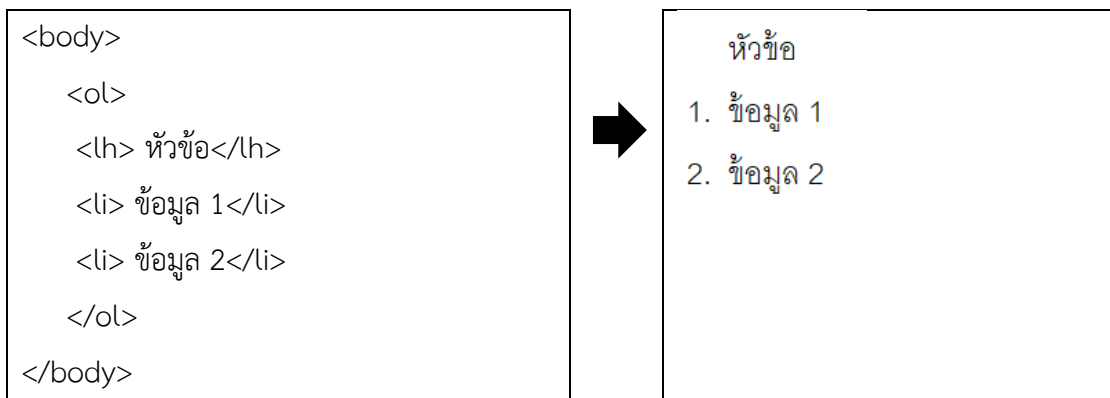 <body>
<ol>
<lh> หัวข้อ</lh>
<li> ข้อมูล 1</li>
<li> ข้อมูล 2</li>
</ol>
</body>
หัวข้อ
1. ข้อมูล 1
2. ข้อมูล 2